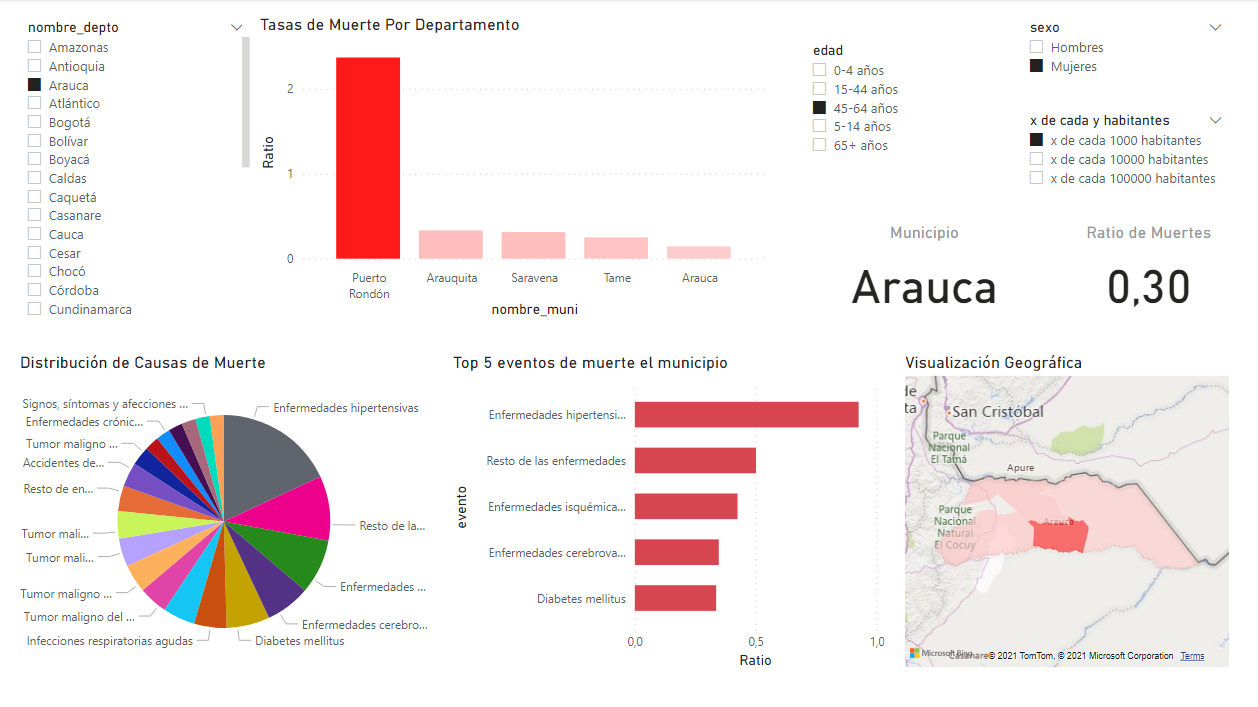 nombre_depto
Amazonas
Antioquia
Arauca
Atlántico
Bogotá
Bolívar
Boyacá
Caldas
Caquetá
Casanare
Cauca
Cesar
Chocó
Córdoba
Cundinamarca
Tasas de Muerte Por Departamento
Ratio
2
1
0
Puerto
Rondón
Arauquita
Saravena
Tame
Arauca
nombre_muni
edad
0-4 años
15-44 años
45-64 años
5-14 años
65+ años
sexo
Hombres
Mujeres
x de cada y habitantes
x de cada 1000 habitantes
x de cada 10000 habitantes
x de cada 100000 habitantes
Municipio
Arauca
Ratio de Muertes
0,30
Distribución de Causas de Muerte
Signos, síntomas y afecciones ...
Enfermedades crónic...
Tumor maligno ...
Accidentes de...
Resto de en...
Tumor mali...
Tumor mali...
Tumor maligno ...
Tumor maligno del ...
Infecciones respiratorias agudas
Enfermedades hipertensivas
Resto de la...
Enfermedades ...
Enfermedades cerebro...
Diabetes mellitus
Top 5 eventos de muerte el municipio
evento
Enfermedades hipertensi...
Resto de las enfermedades
Enfermedades isquémica...
Enfermedades cerebrova...
Diabetes mellitus
0,0
0,5
1,0
Ratio
Visualización Geográfica
de
ta
San Cristóbal
Parque
Nacional
El Tamá
Apure
Parque
Nacional
Natural
El Cocuy
Arauca
Microsoft Bing
Casanare
© 2021 TomTom, © 2021 Microsoft Corporation Terms